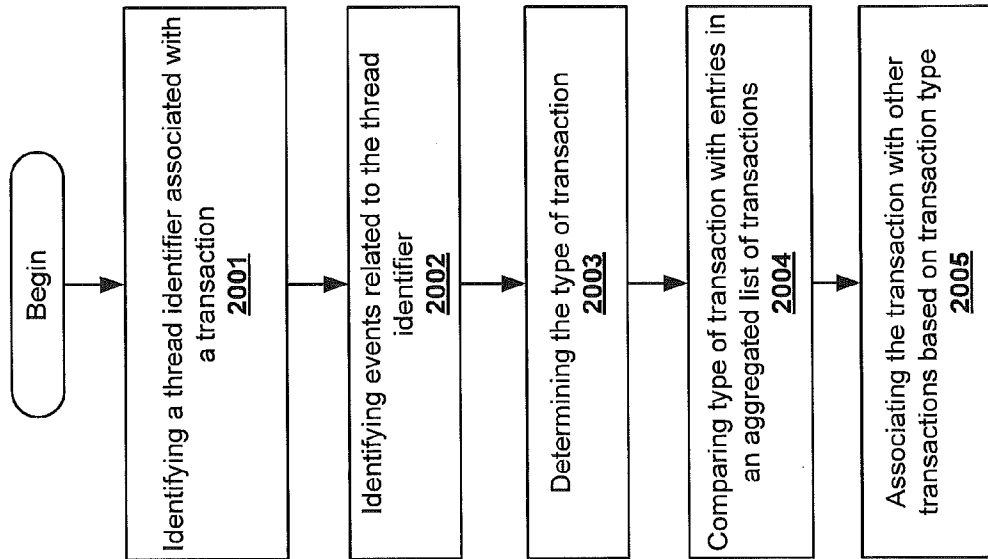 Begin
Identifying a thread identifier associated with
a transaction
2001
Identifying events related to the thread
identifier
2002
Determining the type of transaction
2003
Comparing type of transaction with entries in
an aggregated list of transactions
2004
Associating the transaction with other
transactions based on transaction type
2005